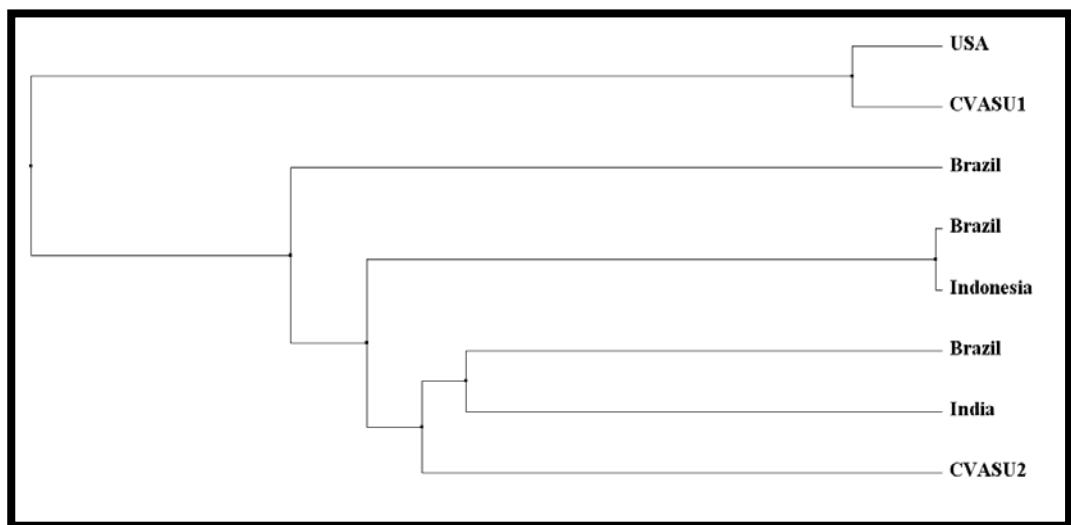 USA
CVASU1
Brazil
Brazil
Indonesia
Brazil
India
CVASU2